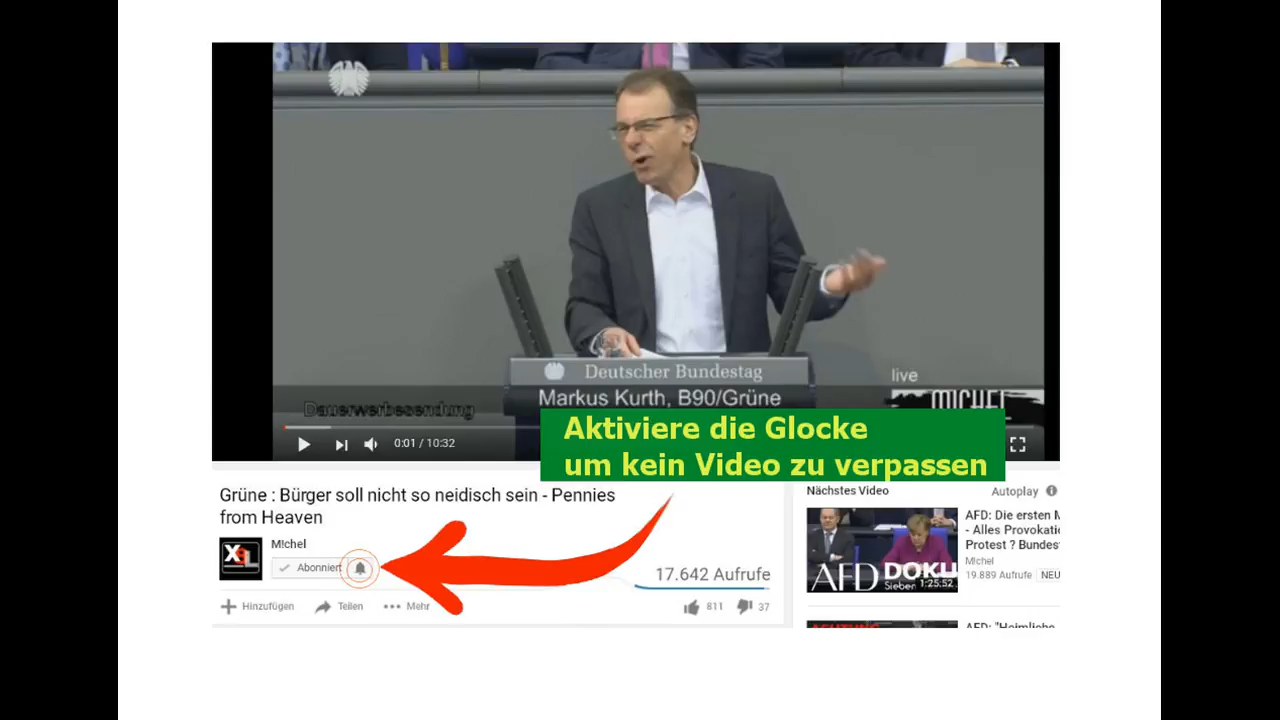 Deutscher Bundestag
Markus Kurth, B90/Grüne
live
MICHEL
Dauerwerbesendung
0:01 / 10:32
Aktiviere die Glocke
um kein Video zu verpassen
Grüne : Bürger soll nicht so neidisch sein - Pennies
from Heaven
M!chel
Abonniert
17.642 Aufrufe
Hinzufügen
Teilen
Mehr
811
37
Nächstes Video
Autoplay
AFD: Die ersten
- Alles Provokati
Protest ? Bundes
M!chel
19.889 Aufrufe
NEU
AFD
DOKU
Sieben
1:25:52
AFD: "Heimliche